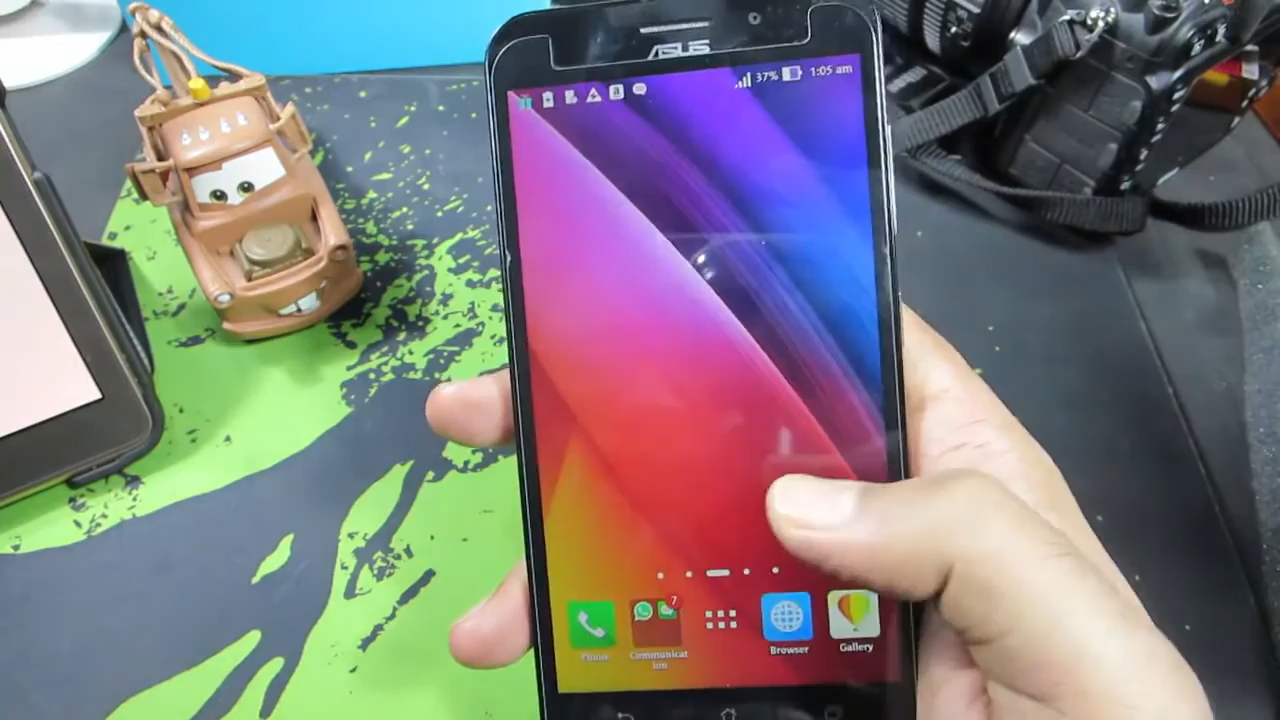 ASUS
37% 1:05 am
7
Phone
Communicat
ion
Browser
Gallery